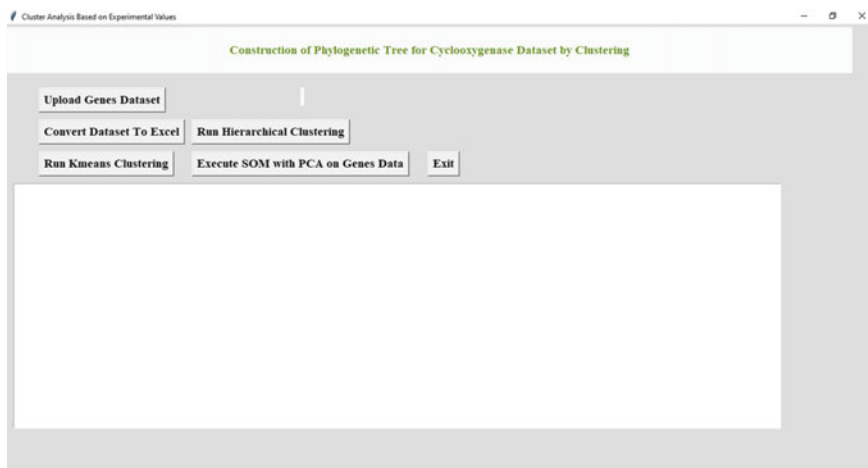 Cluster Analysis Based on Experimental Values
Construction of Phylogenetic Tree for Cyclooxygenase Dataset by Clustering
Upload Genes Dataset
Convert Dataset To Excel Run Hierarchical Clustering
Run Kmeans Clustering Execute SOM with PCA on Genes Data Exit